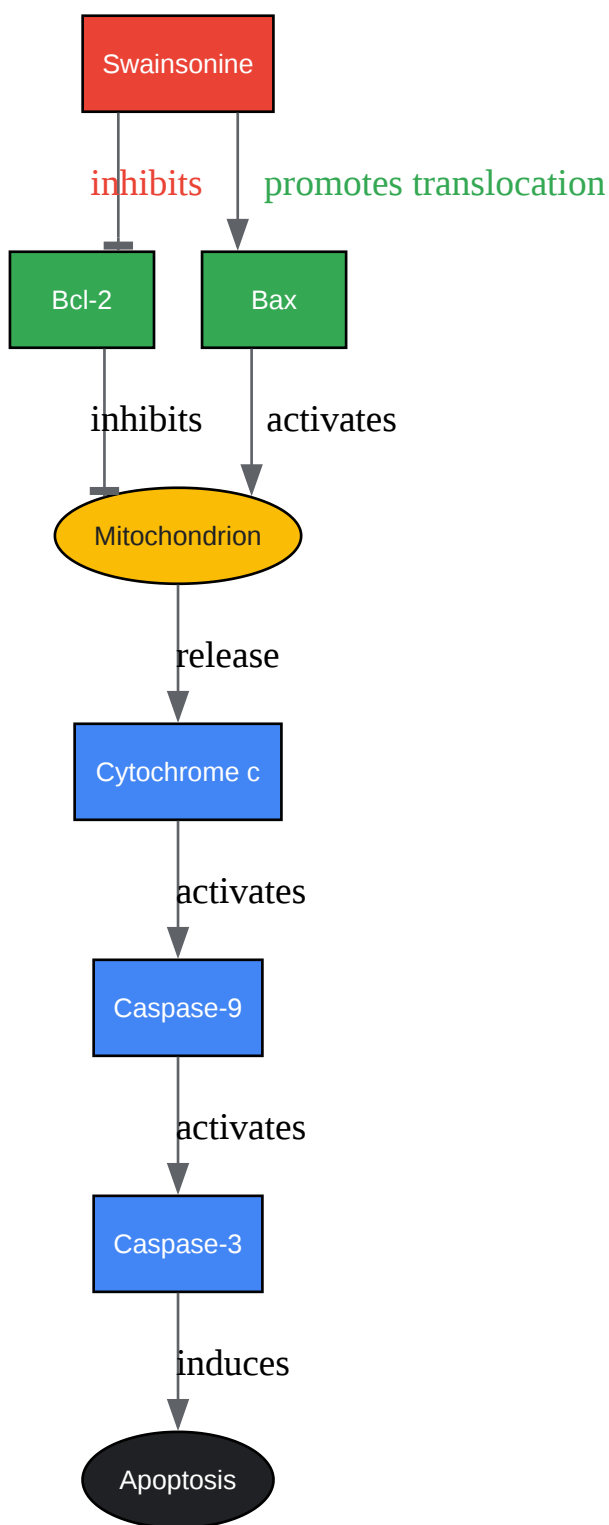 Swainsonine
inhibits promotes translocation
Bcl-2 Bax
inhibits activates
Mitochondrion
release
Cytochrome c
activates
Caspase-9
activates
Caspase-3
induces
Apoptosis